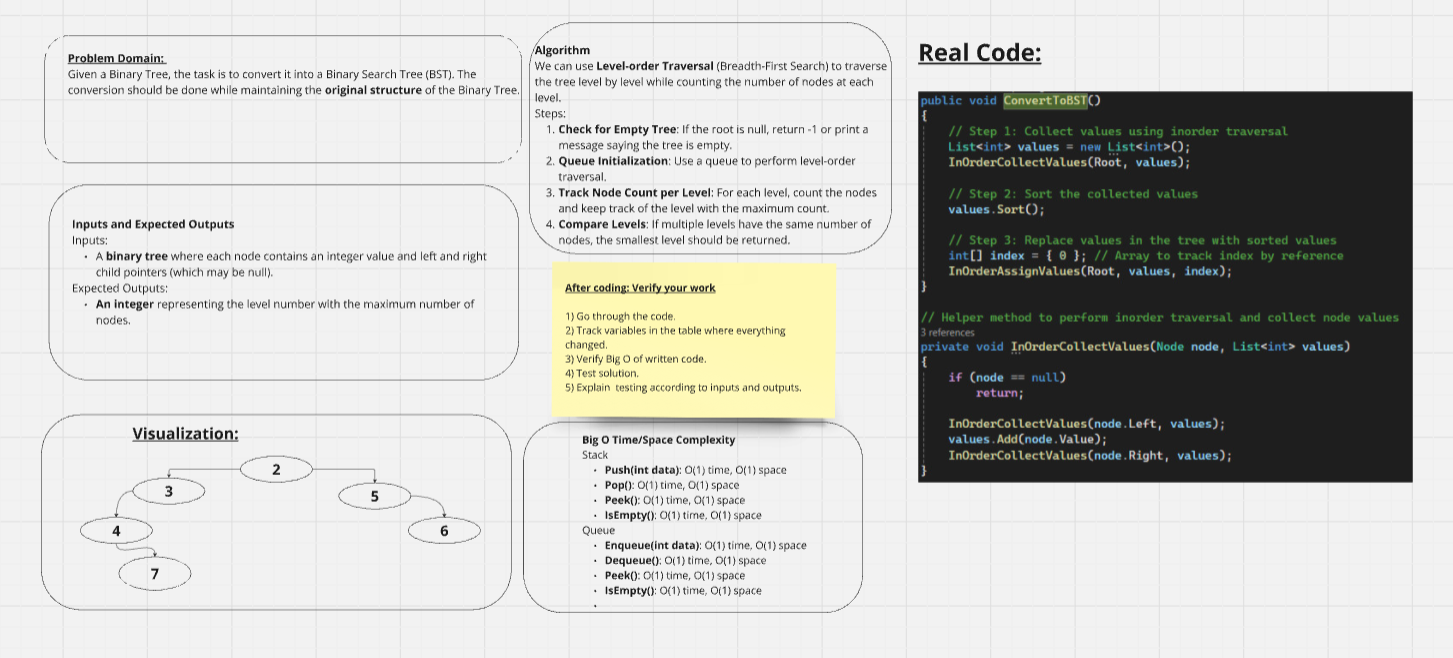 Problem Domain:
Given a Binary Tree, the task is to convert it into a Binary Search Tree (BST). The
conversion should be done while maintaining the original structure of the Binary Tree.
Inputs and Expected Outputs
Inputs:
• A binary tree where each node contains an integer value and left and right
child pointers (which may be null).
Expected Outputs:
• An integer representing the level number with the maximum number of
nodes.
Visualization:
2
3
5
4
6
7
Algorithm
We can use Level-order Traversal (Breadth-First Search) to traverse
the tree level by level while counting the number of nodes at each
level.
Steps:
1. Check for Empty Tree: If the root is null, return -1 or print a
message saying the tree is empty.
2. Queue Initialization: Use a queue to perform level-order
traversal.
3. Track Node Count per Level: For each level, count the nodes
and keep track of the level with the maximum count.
4. Compare Levels: If multiple levels have the same number of
nodes, the smallest level should be returned.
After coding: Verify your work
1) Go through the code.
2) Track variables in the table where everything
changed.
3) Verify Big O of written code.
4) Test solution.
5) Explain testing according to inputs and outputs.
Big O Time/Space Complexity
Stack
• Push(int data): O(1) time, O(1) space
• Pop(): O(1) time, O(1) space
• Peek(): O(1) time, O(1) space
• IsEmpty(): O(1) time, O(1) space
Queue
• Enqueue(int data): O(1) time, O(1) space
• Dequeue(): O(1) time, O(1) space
• Peek(): O(1) time, O(1) space
• IsEmpty(): O(1) time, O(1) space
•
Real Code:
public void ConvertToBST()
{
// Step 1: Collect values using inorder traversal
List<int> values = new List<int>();
InOrderCollectValues(Root, values);
// Step 2: Sort the collected values
values.Sort();
// Step 3: Replace values in the tree with sorted values
int[] index = { 0 }; // Array to track index by reference
InOrderAssignValues(Root, values, index);
}
// Helper method to perform inorder traversal and collect node values
3 references
private void InOrderCollectValues(Node node, List<int> values)
{
if (node == null)
return;
InOrderCollectValues(node.Left, values);
values.Add(node.Value);
InOrderCollectValues(node.Right, values);
}